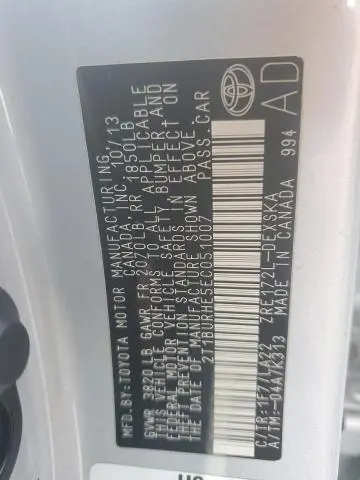 MFD.BY:TOYOTA MOTOR MANUFACTURING
CANADA, INC. 10/13
GVWR 3820 LB GAWR FR 2072LB RR 1850LB
THIS VEHICLE CONFORMS TO ALL APPLICABLE
FEDERAL MOTOR VEHICLE SAFETY, BUMPER AND
THEFT PREVENTION STANDARDS IN EFFECT ON
THE DATE OF MANUFACTURE SHOWN ABOVE.
2T1BURHE5EC051007 PASS.CAR
C/TR:1F7/LA22 ZRE172L-DEXSKA
A/TM:-04A/K313 MADE IN CANADA 994
AD